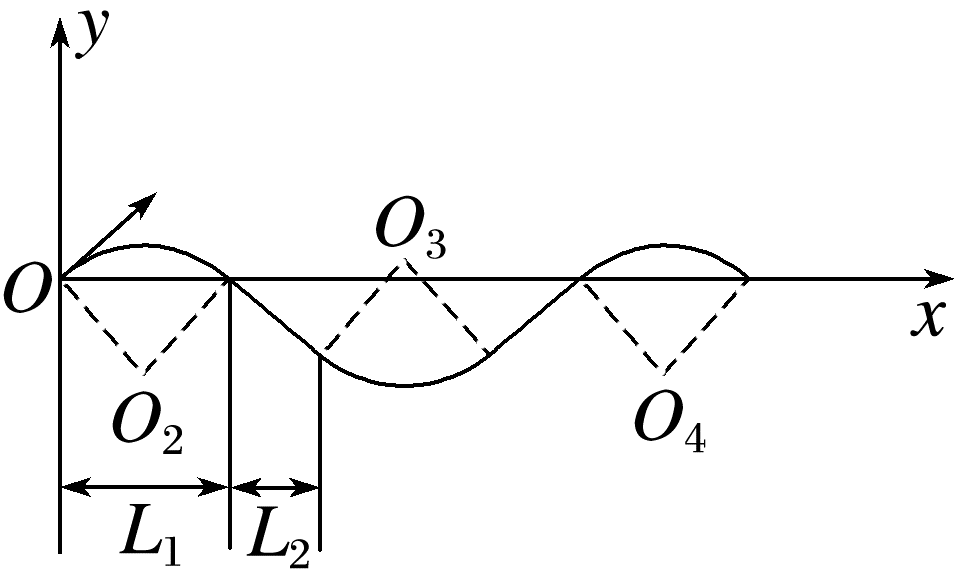 y
O₃
O
x
O₂
O₄
L₁
L₂